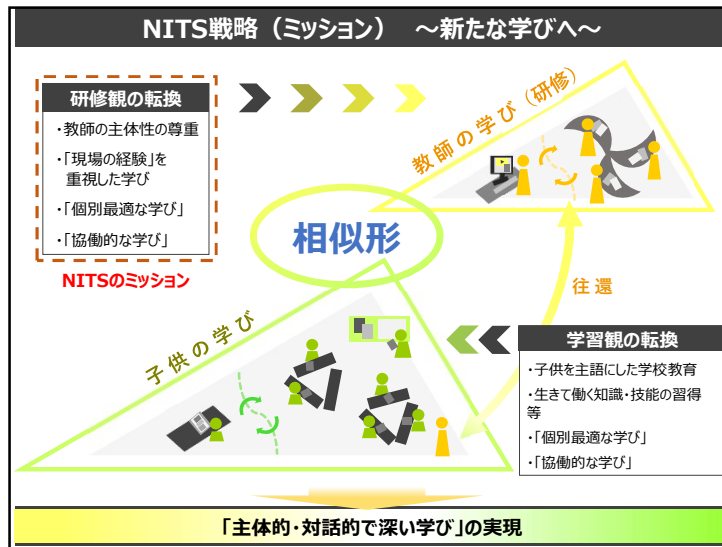 NITS戦略（ミッション）　～新たな学びへ～
研修観の転換
・教師の主体性の尊重
・「現場の経験」を
重視した学び
・「個別最適な学び」
・「協働的な学び」
NITSのミッション
教師の学び（研修）
相似形
往還
子供の学び
学習観の転換
・子供を主語にした学校教育
・生きて働く知識・技能の習得
等
・「個別最適な学び」
・「協働的な学び」
「主体的・対話的で深い学び」の実現